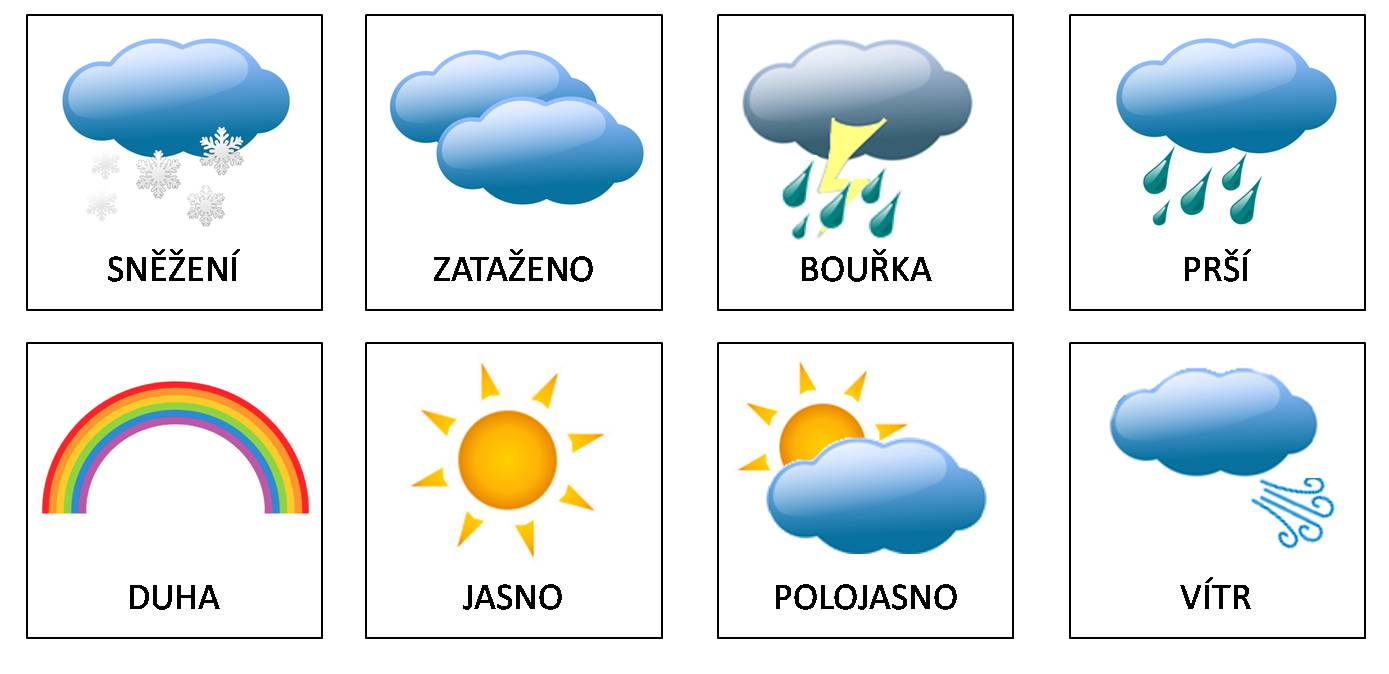 SNĚŽENÍ
ZATAŽENO
BOUŘKA
PRŠÍ
DUHA
JASNO
POLOJASNO
VÍTR